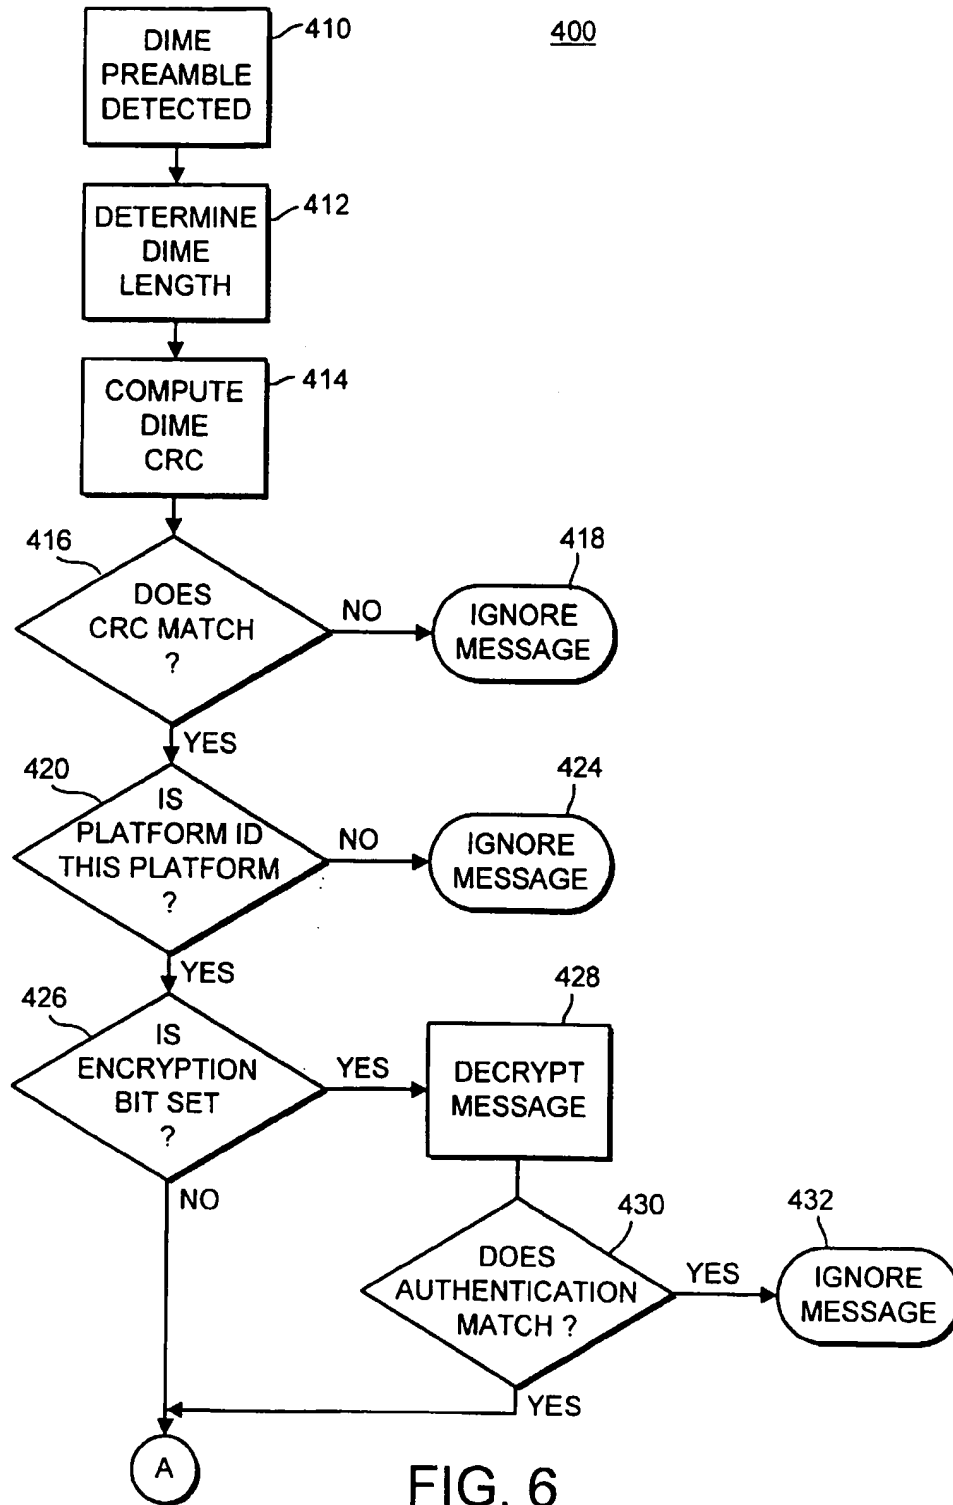 410
400
DIME
PREAMBLE
DETECTED
412
DETERMINE
DIME
LENGTH
414
COMPUTE
DIME
CRC
416
DOES
CRC MATCH
?
NO
418
IGNORE
MESSAGE
YES
420
IS
PLATFORM ID
THIS PLATFORM
?
NO
424
IGNORE
MESSAGE
YES
426
IS
ENCRYPTION
BIT SET
?
YES
428
DECRYPT
MESSAGE
NO
430
DOES
AUTHENTICATION
MATCH ?
YES
432
IGNORE
MESSAGE
YES
A
FIG. 6